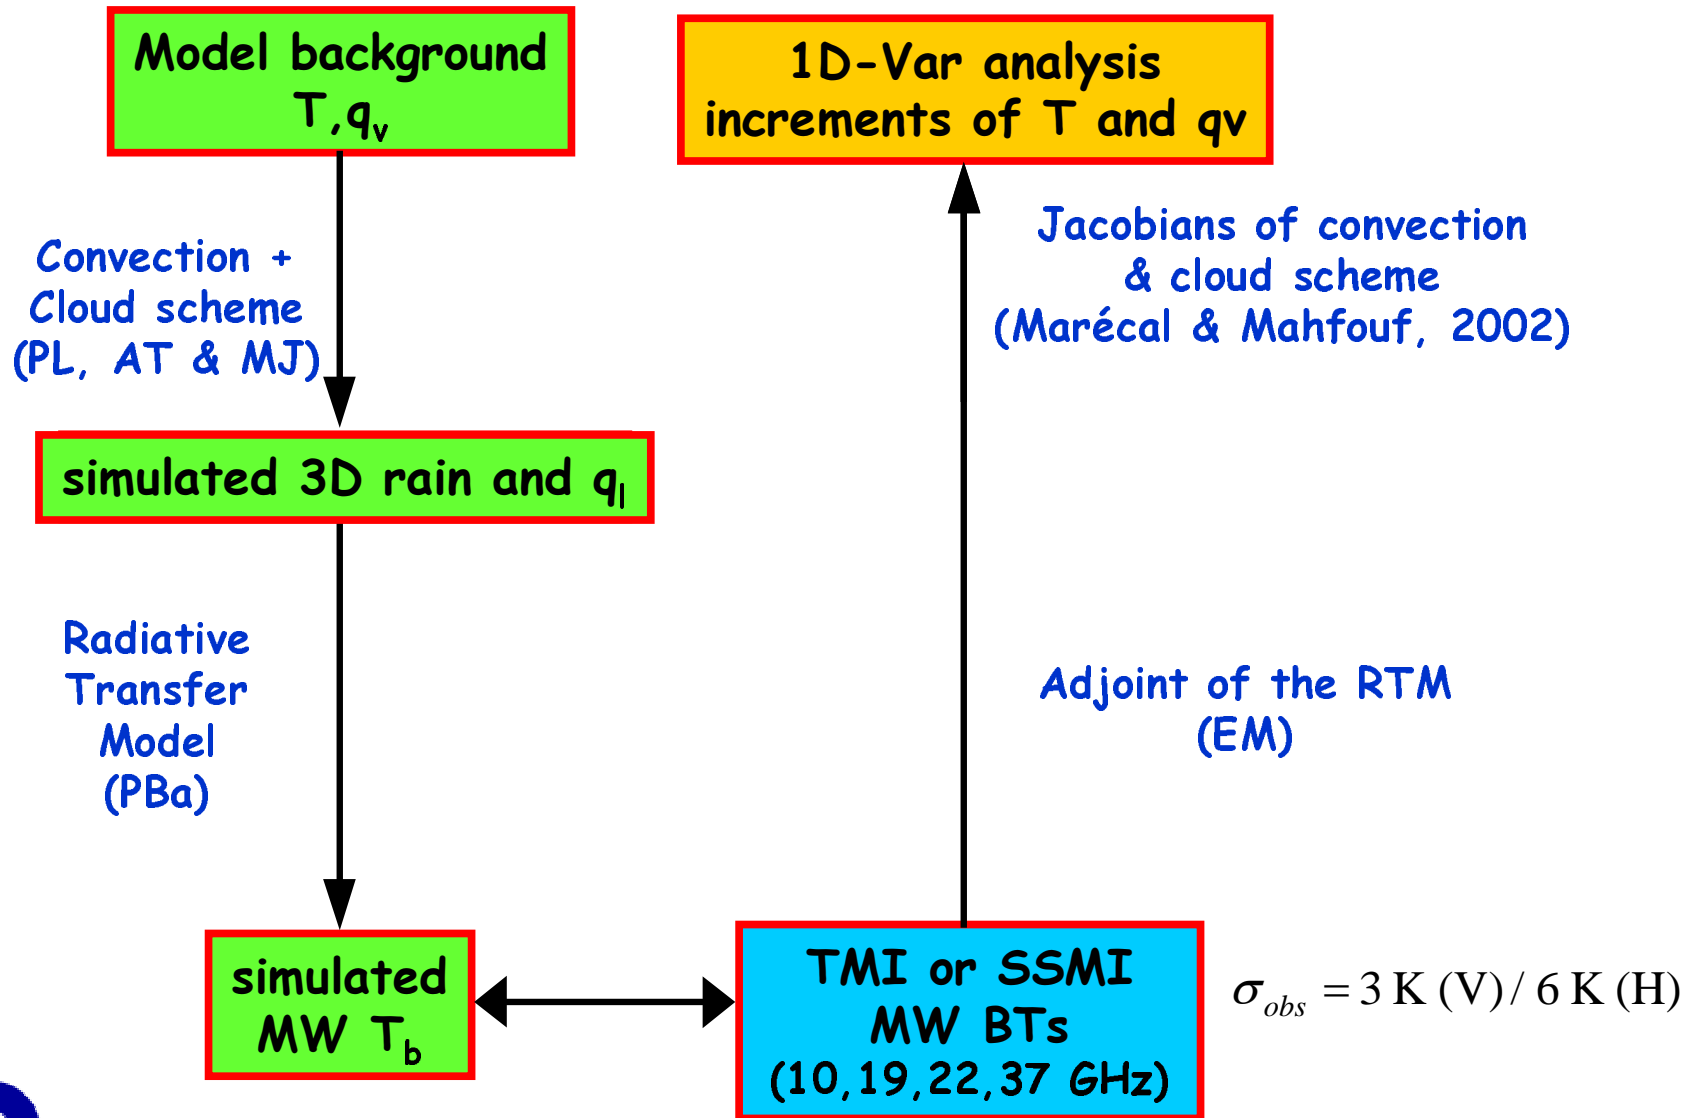 Model background
T,qv
1D-Var analysis
increments of T and qv
Convection +
Cloud scheme
(PL, AT & MJ)
Jacobians of convection
& cloud scheme
(Marécal & Mahfouf, 2002)
simulated 3D rain and ql
Radiative
Transfer
Model
(PBa)
Adjoint of the RTM
(EM)
simulated
MW Tb
TMI or SSMI
MW BTs
(10,19,22,37 GHz)
σobs = 3 K (V) / 6 K (H)